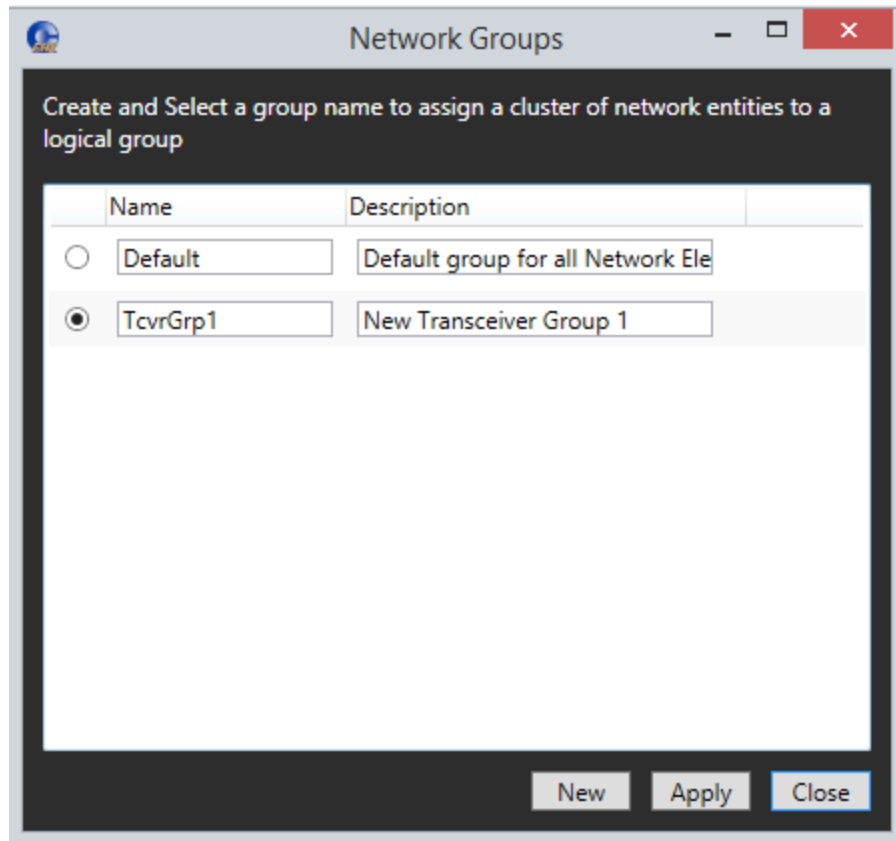 Network Groups
Create and Select a group name to assign a cluster of network entities to a
logical group
Name Description
Default Default group for all Network Ele
TcvrGrp1 New Transceiver Group 1
New Apply Close